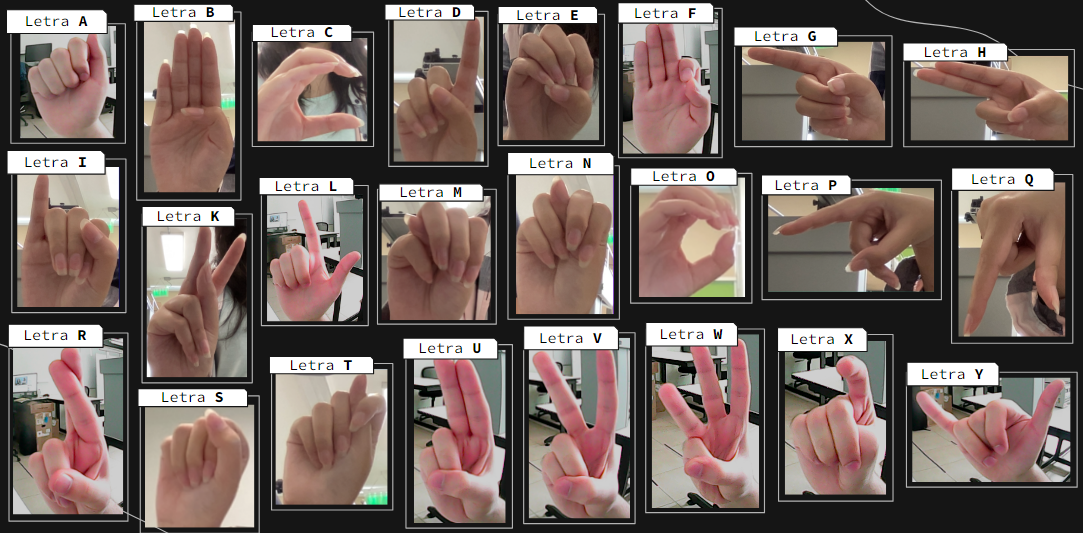 Letra A
Letra B
Letra C
Letra D
Letra E
Letra F
Letra G
Letra H
Letra I
Letra K
Letra L
Letra M
Letra N
Letra O
Letra P
Letra Q
Letra R
Letra S
Letra T
Letra U
Letra V
Letra W
Letra X
Letra Y